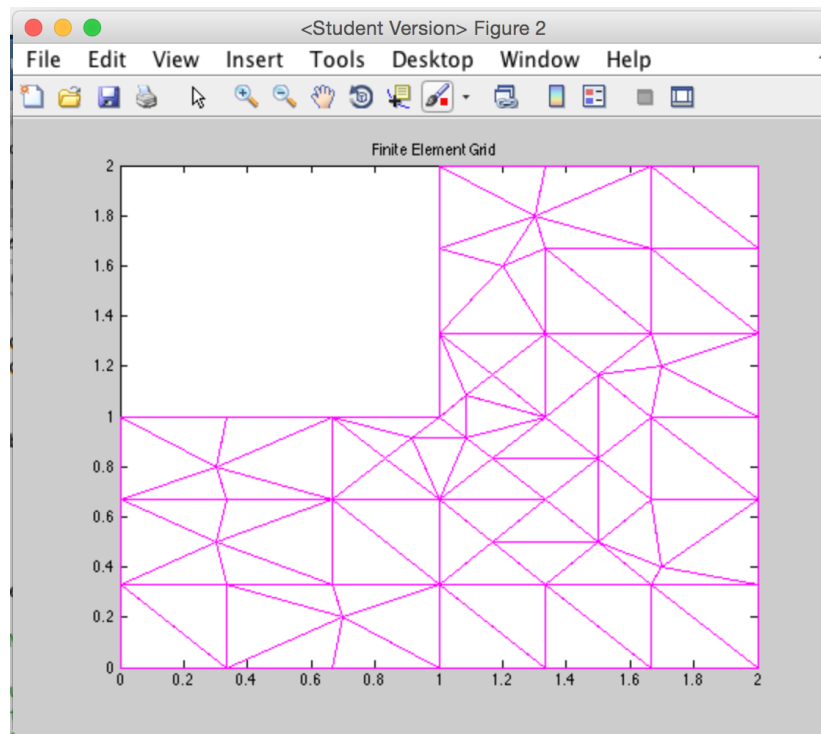 <Student Version> Figure 2
File Edit View Insert Tools Desktop Window Help
Finite Element Grid
2
1.8
1.6
1.4
1.2
1
0.8
0.6
0.4
0.2
0
0 0.2 0.4 0.6 0.8 1 1.2 1.4 1.6 1.8 2